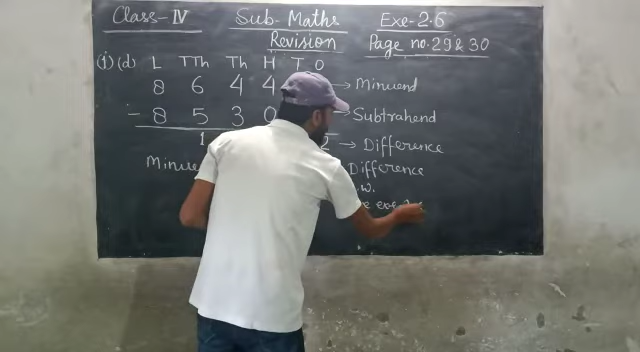 Class-IV Sub-Maths Exe-2.6
Revision Page no. 29 & 30
(1) (d) L TTh Th H T O
8 6 4 4 → Minuend
- 8 5 3 0 → Subtrahend
1 2 → Difference
Difference
.W.